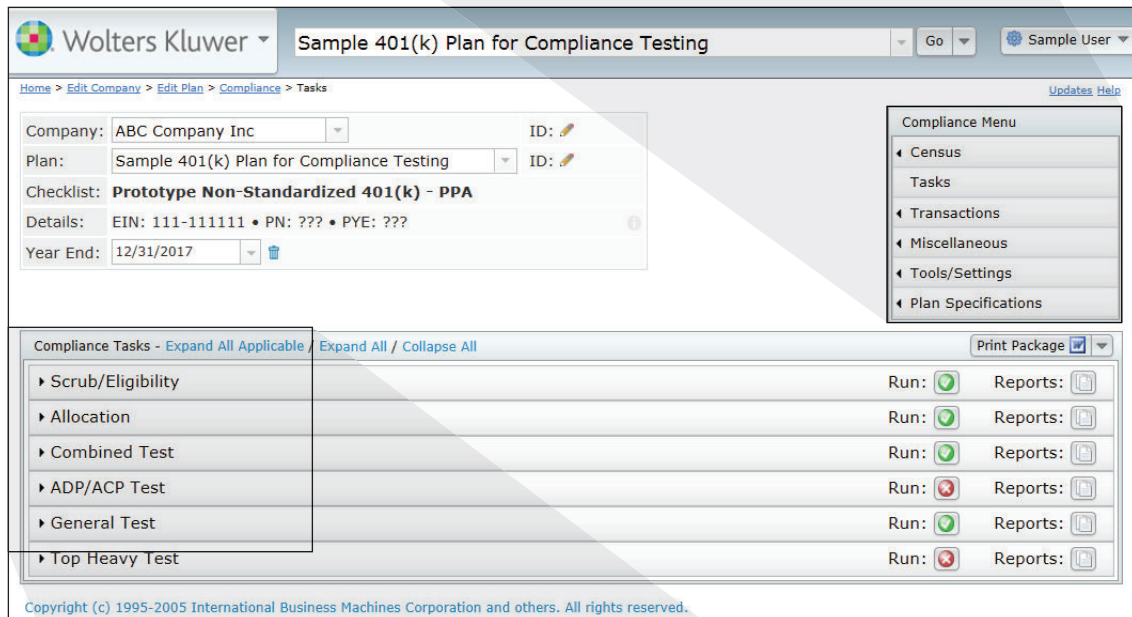 Wolters Kluwer
Sample 401(k) Plan for Compliance Testing
Go
Sample User
Home > Edit Company > Edit Plan > Compliance > Tasks
Updates Help
Company: ABC Company Inc ID:
Plan: Sample 401(k) Plan for Compliance Testing ID:
Checklist: Prototype Non-Standardized 401(k) - PPA
Details: EIN: 111-111111 • PN: ??? • PYE: ???
Year End: 12/31/2017
Compliance Menu
Census
Tasks
Transactions
Miscellaneous
Tools/Settings
Plan Specifications
Compliance Tasks - Expand All Applicable / Expand All / Collapse All
Print Package
Scrub/Eligibility Run: Reports:
Allocation Run: Reports:
Combined Test Run: Reports:
ADP/ACP Test Run: Reports:
General Test Run: Reports:
Top Heavy Test Run: Reports:
Copyright (c) 1995-2005 International Business Machines Corporation and others. All rights reserved.